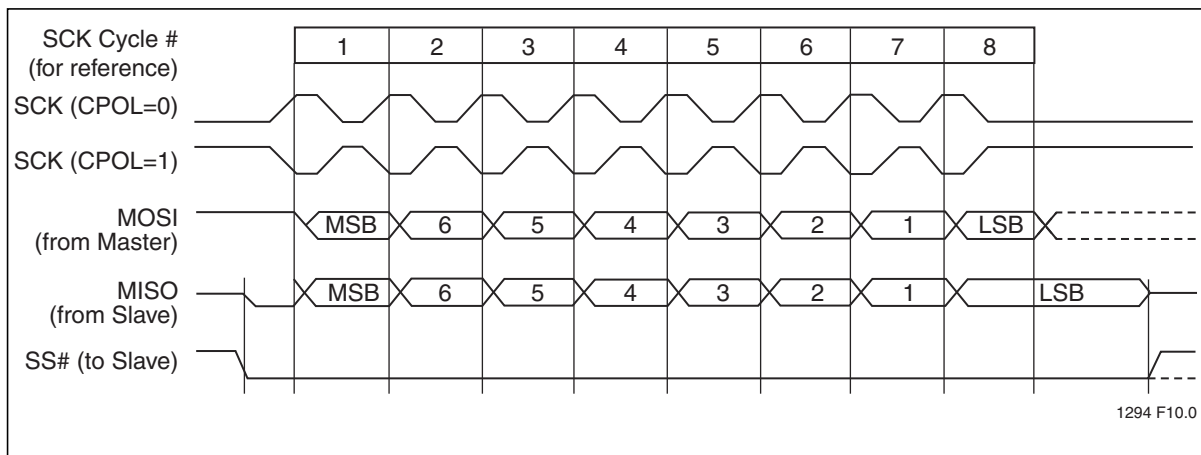 SCK Cycle #
(for reference)
1 2 3 4 5 6 7 8
SCK (CPOL=0)
SCK (CPOL=1)
MOSI
(from Master)
MSB 6 5 4 3 2 1 LSB
MISO
(from Slave)
MSB 6 5 4 3 2 1 LSB
SS# (to Slave)
1294 F10.0